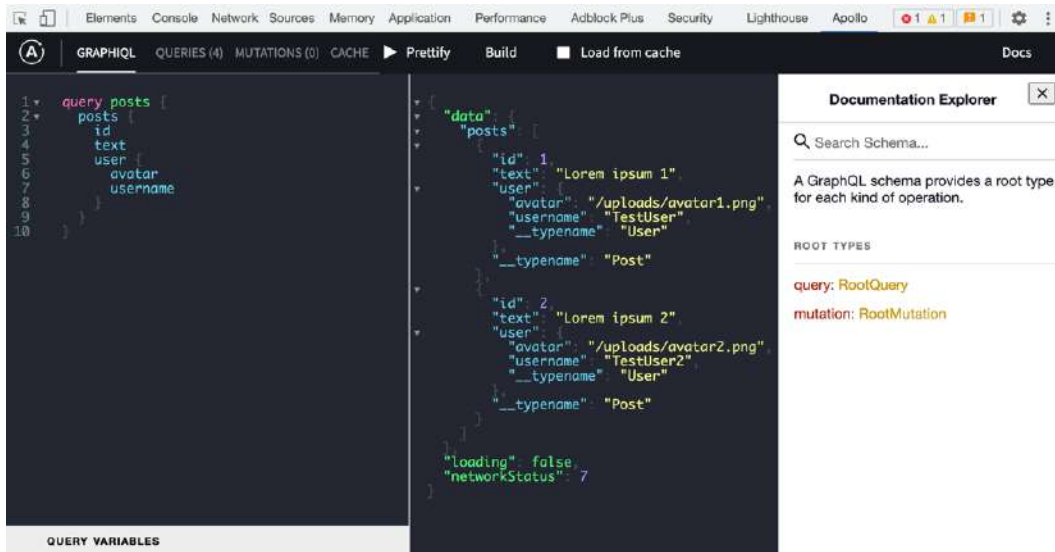 Elements Console Network Sources Memory Application Performance Adblock Plus Security Lighthouse Apollo 1 1 1
GRAPHIQL QUERIES (4) MUTATIONS (0) CACHE Prettify Build Load from cache Docs
1 query posts {
2 posts {
3 id
4 text
5 user {
6 avatar
7 username
8 }
9 }
10 }
QUERY VARIABLES
{
"data": {
"posts": [
{
"id": 1,
"text": "Lorem ipsum 1",
"user": {
"avatar": "/uploads/avatar1.png",
"username": "TestUser",
"__typename": "User"
},
"__typename": "Post"
},
{
"id": 2,
"text": "Lorem ipsum 2",
"user": {
"avatar": "/uploads/avatar2.png",
"username": "TestUser2",
"__typename": "User"
},
"__typename": "Post"
}
]
},
"loading": false,
"networkStatus": 7
}
Documentation Explorer
Search Schema...
A GraphQL schema provides a root type
for each kind of operation.
ROOT TYPES
query: RootQuery
mutation: RootMutation